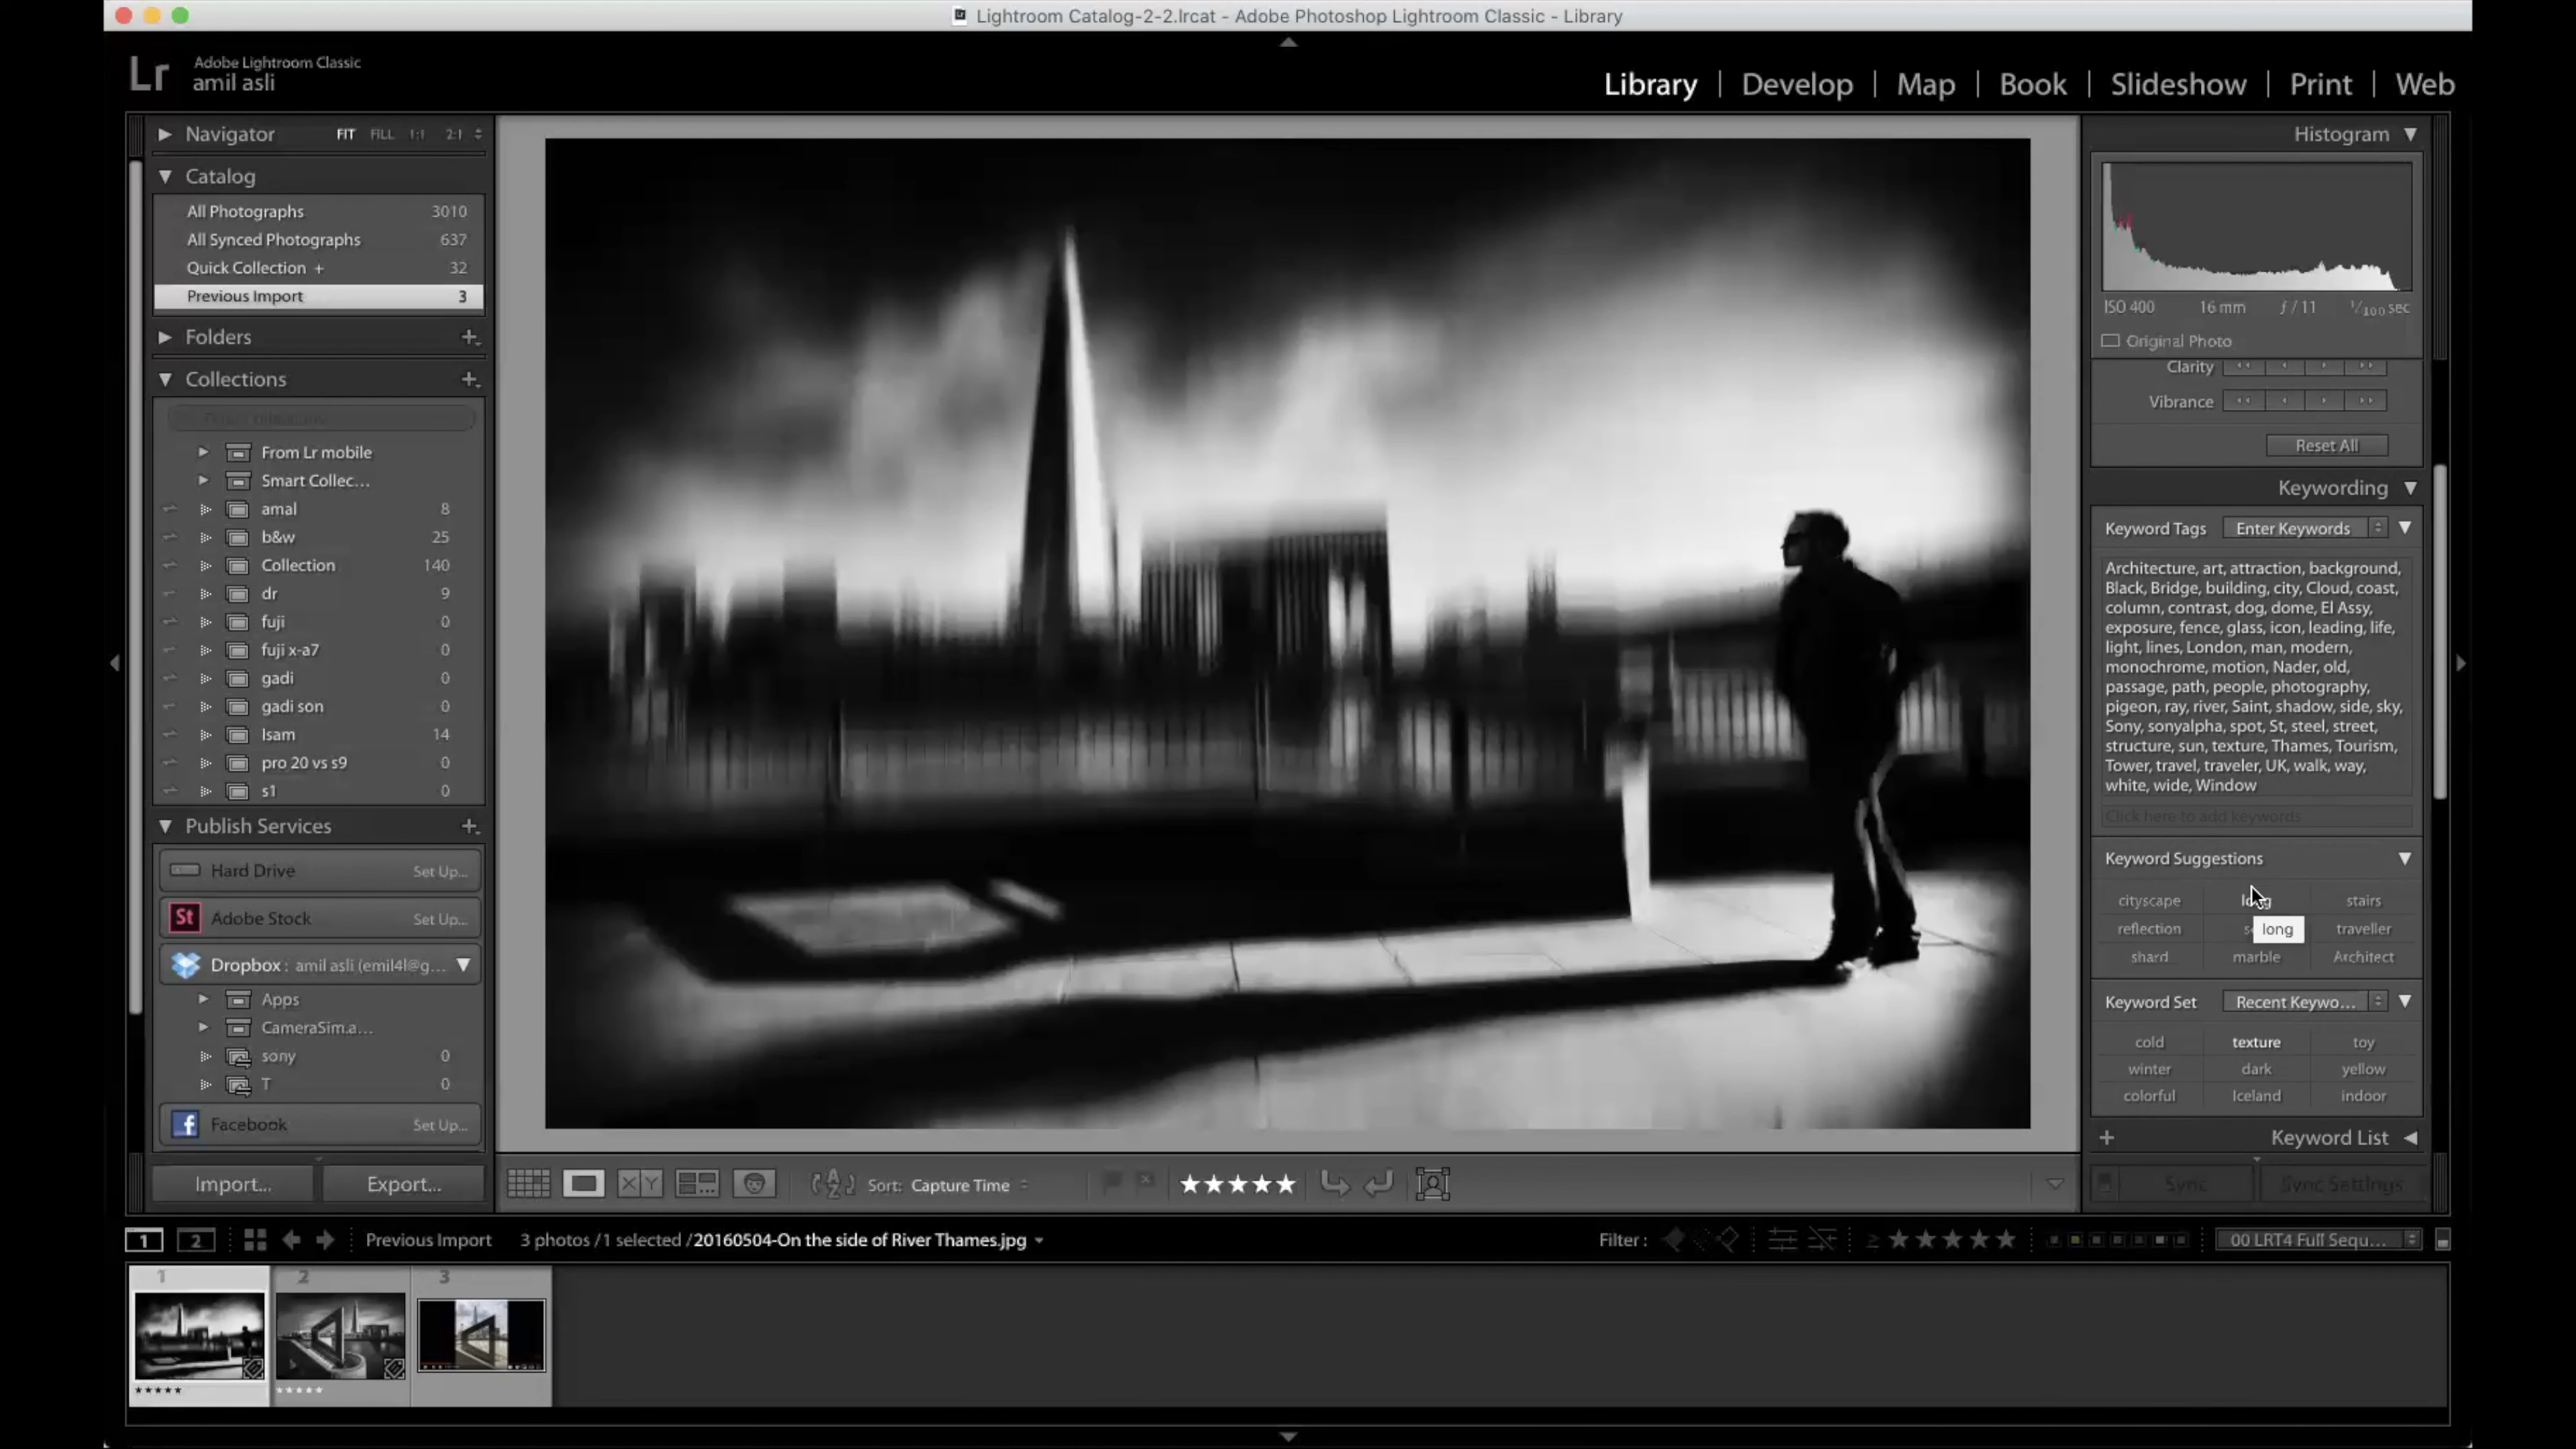 Lightroom Catalog-2-2.lrcat - Adobe Photoshop Lightroom Classic - Library
Lr
Adobe Lightroom Classic
amil asli
Library | Develop | Map | Book | Slideshow | Print | Web
Navigator FIT FILL 1:1 2:1
Catalog
All Photographs 3010
All Synced Photographs 637
Quick Collection + 32
Previous Import 3
Folders
Collections
From Lr mobile
Smart Collec...
amal 8
b&w 25
Collection 140
dr 9
fuji 0
fuji x-a7 0
gadi 0
gadi son 0
Isam 14
pro 20 vs s9 0
s1 0
Publish Services
Hard Drive Set Up...
St Adobe Stock Set Up...
Dropbox : amil asli (emil4l@g...
Apps
CameraSim.a...
sony 0
T 0
Facebook Set Up...
Import... Export...
XY
Sort: Capture Time
Histogram
ISO 400 16 mm ƒ / 11
Original Photo
Clarity
Vibrance
Reset All
Keywording
Keyword Tags Enter Keywords
Architecture, art, attraction, background,
Black, Bridge, building, city, Cloud, coast,
column, contrast, dog, dome, El Assy,
exposure, fence, glass, icon, leading, life,
light, lines, London, man, modern,
monochrome, motion, Nader, old,
passage, path, people, photography,
pigeon, ray, river, Saint, shadow, side, sky,
Sony, sonyalpha, spot, St, steel, street,
structure, sun, texture, Thames, Tourism,
Tower, travel, traveler, UK, walk, way,
white, wide, Window
Click here to add keywords
Keyword Suggestions
cityscape long stairs
reflection long traveller
shard marble Architect
Keyword Set Recent Keywo...
cold texture toy
winter dark yellow
colorful Iceland indoor
Keyword List
Sync Sync Settings
1 2 Previous Import 3 photos / 1 selected / 20160504-On the side of River Thames.jpg
Filter : 00 LRT4 Full Sequ...
1 2 3